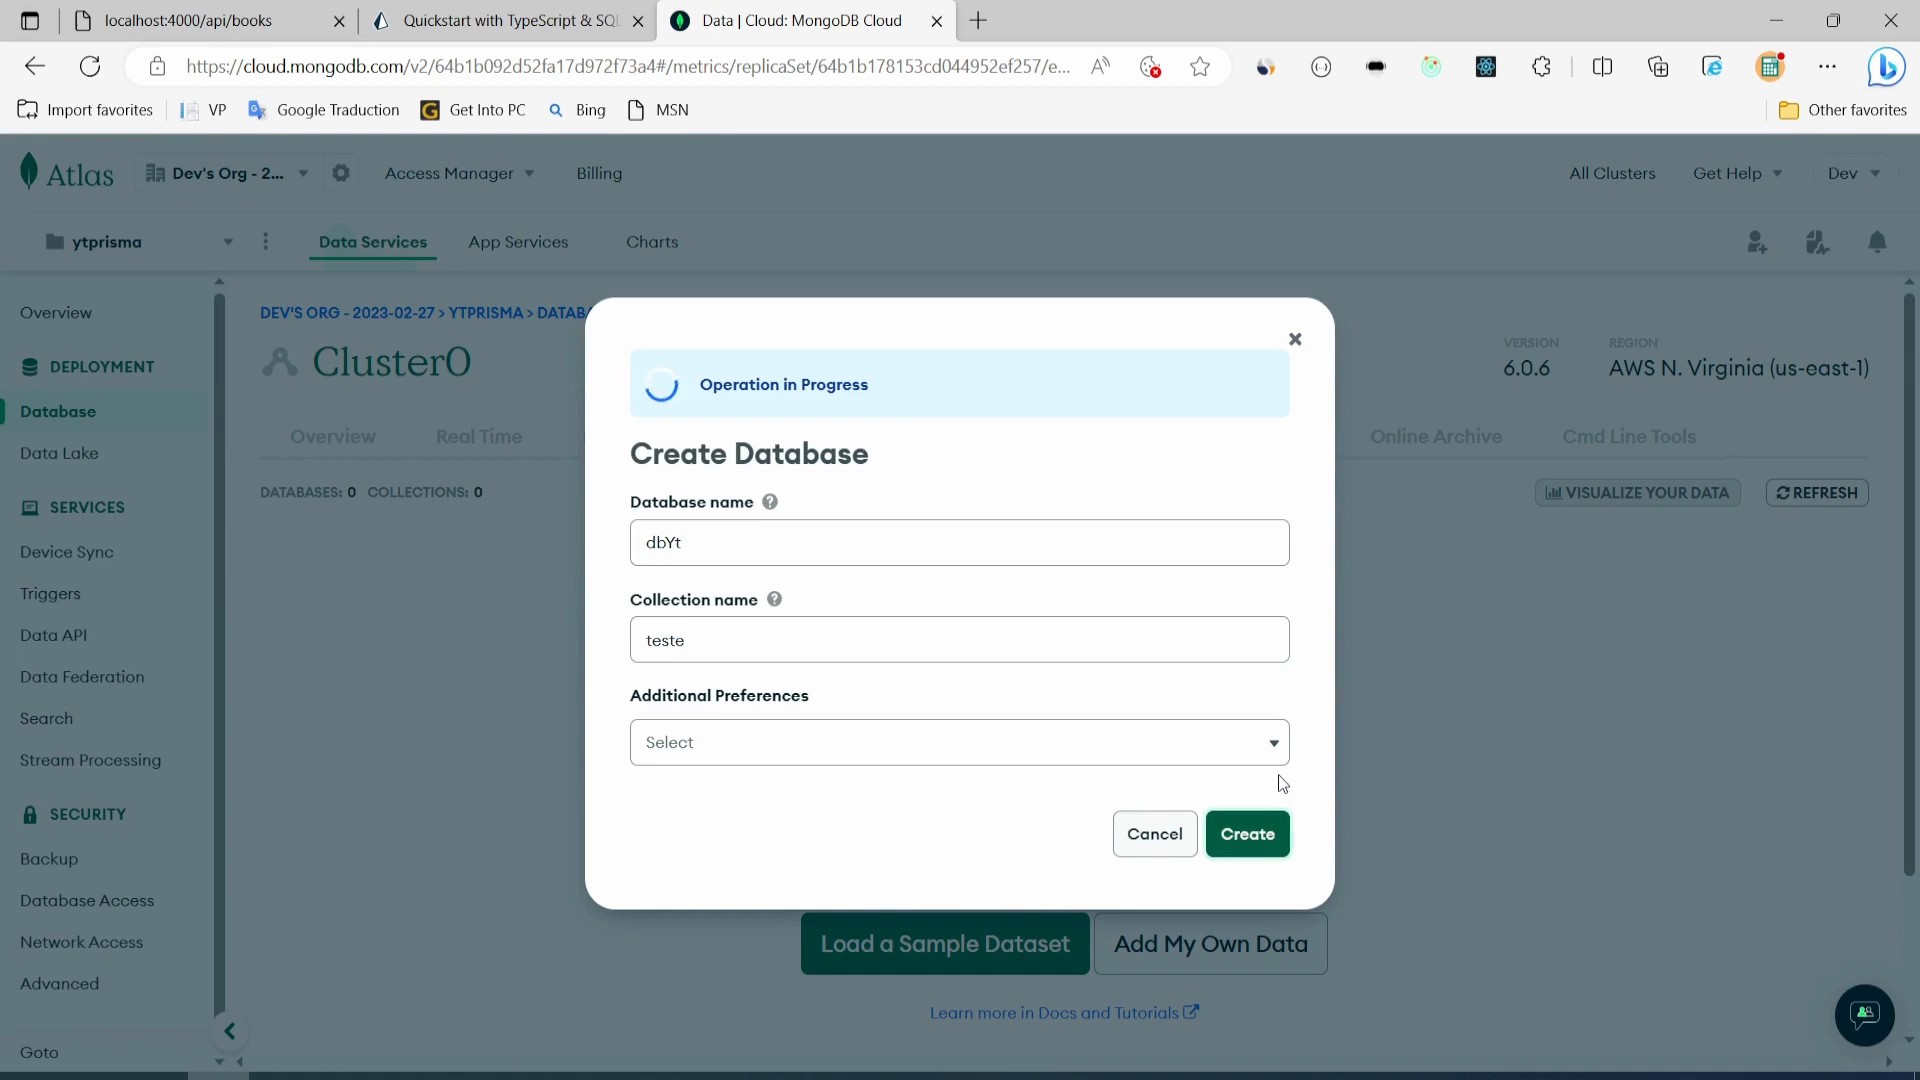 localhost:4000/api/books
Quickstart with TypeScript & SQL
Data | Cloud: MongoDB Cloud
https://cloud.mongodb.com/v2/64b1b092d52fa17d972f73a4#/metrics/replicaSet/64b1b178153cd044952ef257/e...
Import favorites
VP
Google Traduction
Get Into PC
Bing
MSN
Other favorites
Atlas
Dev's Org - 2...
Access Manager
Billing
All Clusters
Get Help
Dev
ytprisma
Data Services
App Services
Charts
Overview
DEPLOYMENT
Database
Data Lake
SERVICES
Device Sync
Triggers
Data API
Data Federation
Search
Stream Processing
SECURITY
Backup
Database Access
Network Access
Advanced
Goto
DEV'S ORG - 2023-02-27 > YTPRISMA > DATABA
Cluster0
VERSION
6.0.6
REGION
AWS N. Virginia (us-east-1)
Overview
Real Time
Online Archive
Cmd Line Tools
DATABASES: 0 COLLECTIONS: 0
VISUALIZE YOUR DATA
REFRESH
Operation in Progress
Create Database
Database name
dbYt
Collection name
teste
Additional Preferences
Select
Cancel
Create
Load a Sample Dataset
Add My Own Data
Learn more in Docs and Tutorials